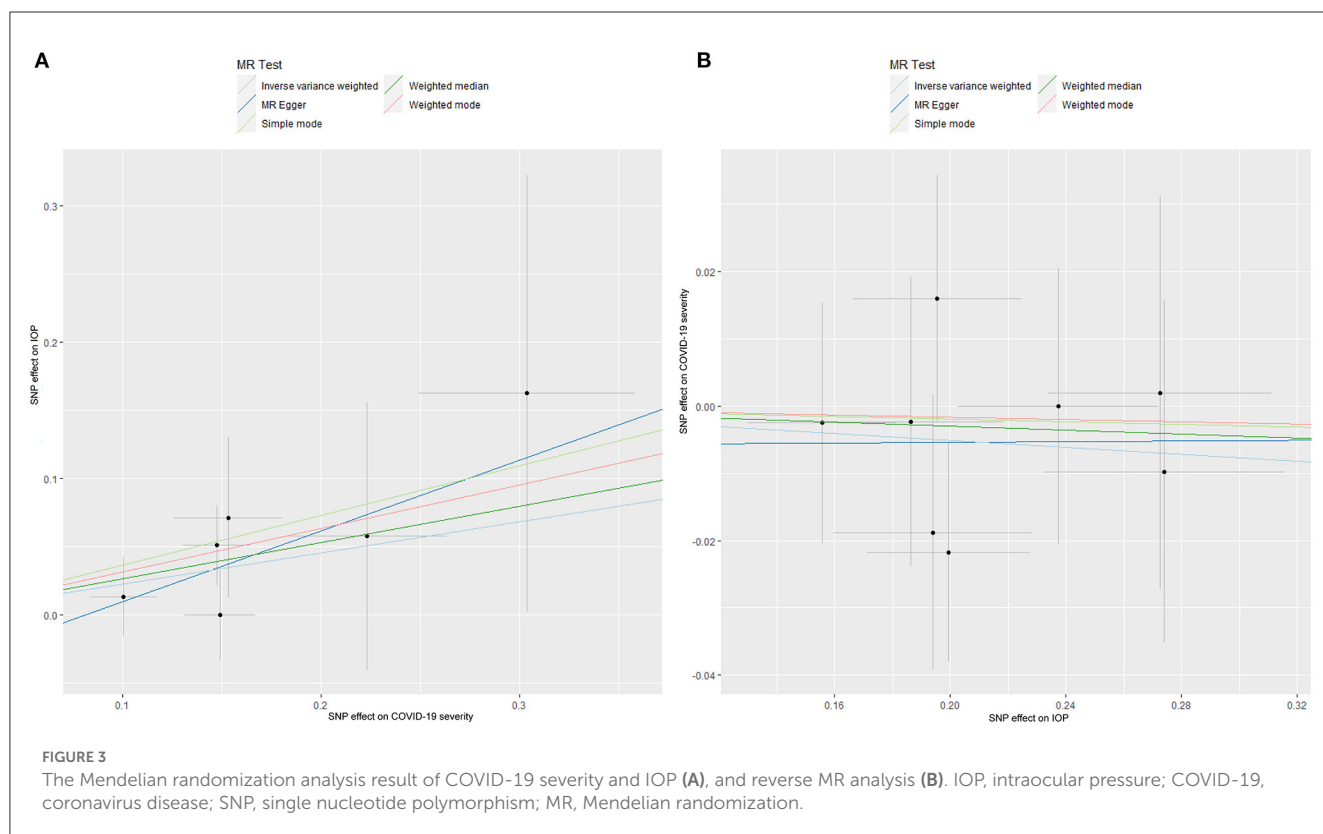 A
MR Test
Inverse variance weighted
Weighted median
MR Egger
Weighted mode
Simple mode
SNP effect on IOP
0.3
0.2
0.1
0.0
0.1
0.2
0.3
SNP effect on COVID-19 severity
B
MR Test
Inverse variance weighted
Weighted median
MR Egger
Weighted mode
Simple mode
SNP effect on COVID-19 severity
0.02
0.00
-0.02
-0.04
0.16
0.20
0.24
0.28
0.32
SNP effect on IOP
FIGURE 3
The Mendelian randomization analysis result of COVID-19 severity and IOP (A), and reverse MR analysis (B). IOP, intraocular pressure; COVID-19,
coronavirus disease; SNP, single nucleotide polymorphism; MR, Mendelian randomization.